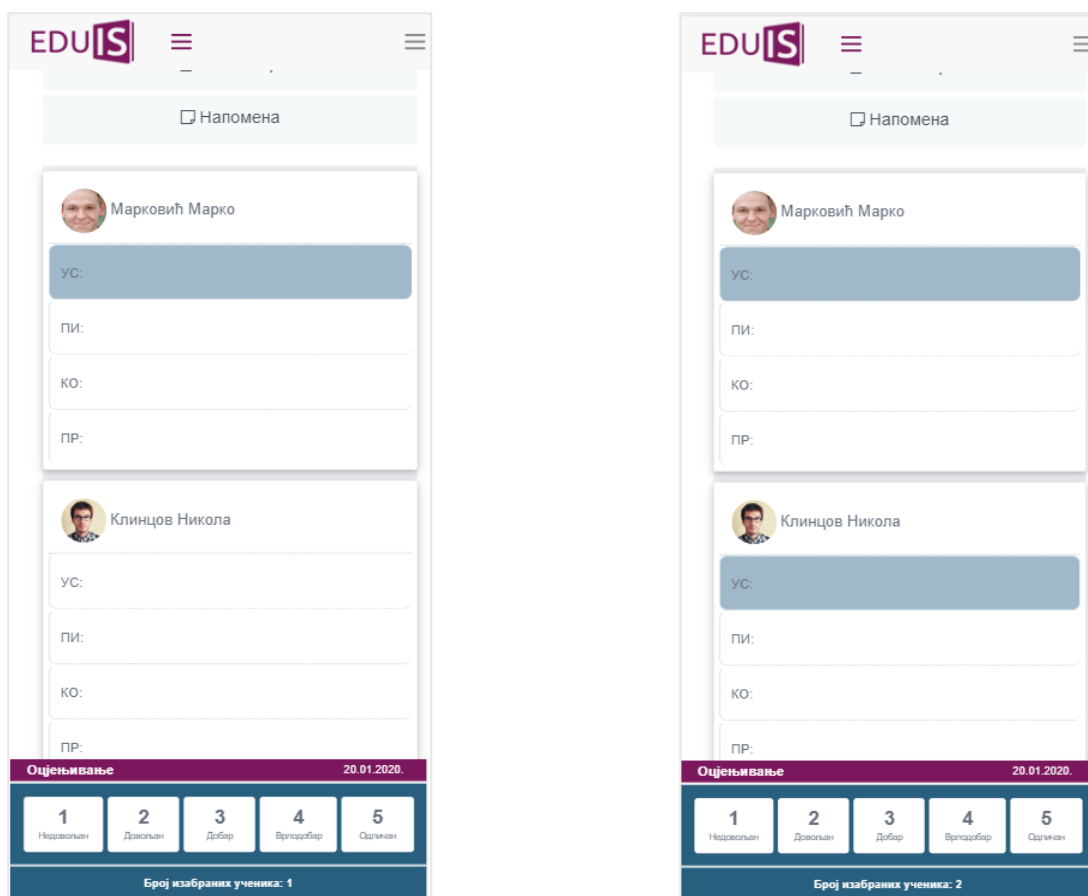 EDUIS
Напомена
Марковић Марко
УС:
ПИ:
КО:
ПР:
Клинцов Никола
УС:
ПИ:
КО:
ПР:
Оцјењивање 20.01.2020.
1 2 3 4 5
Недовољан Довољан Добар Врлодобар Одличан
Број изабраних ученика: 1
EDUIS
Напомена
Марковић Марко
УС:
ПИ:
КО:
ПР:
Клинцов Никола
УС:
ПИ:
КО:
ПР:
Оцјењивање 20.01.2020.
1 2 3 4 5
Недовољан Довољан Добар Врлодобар Одличан
Број изабраних ученика: 2